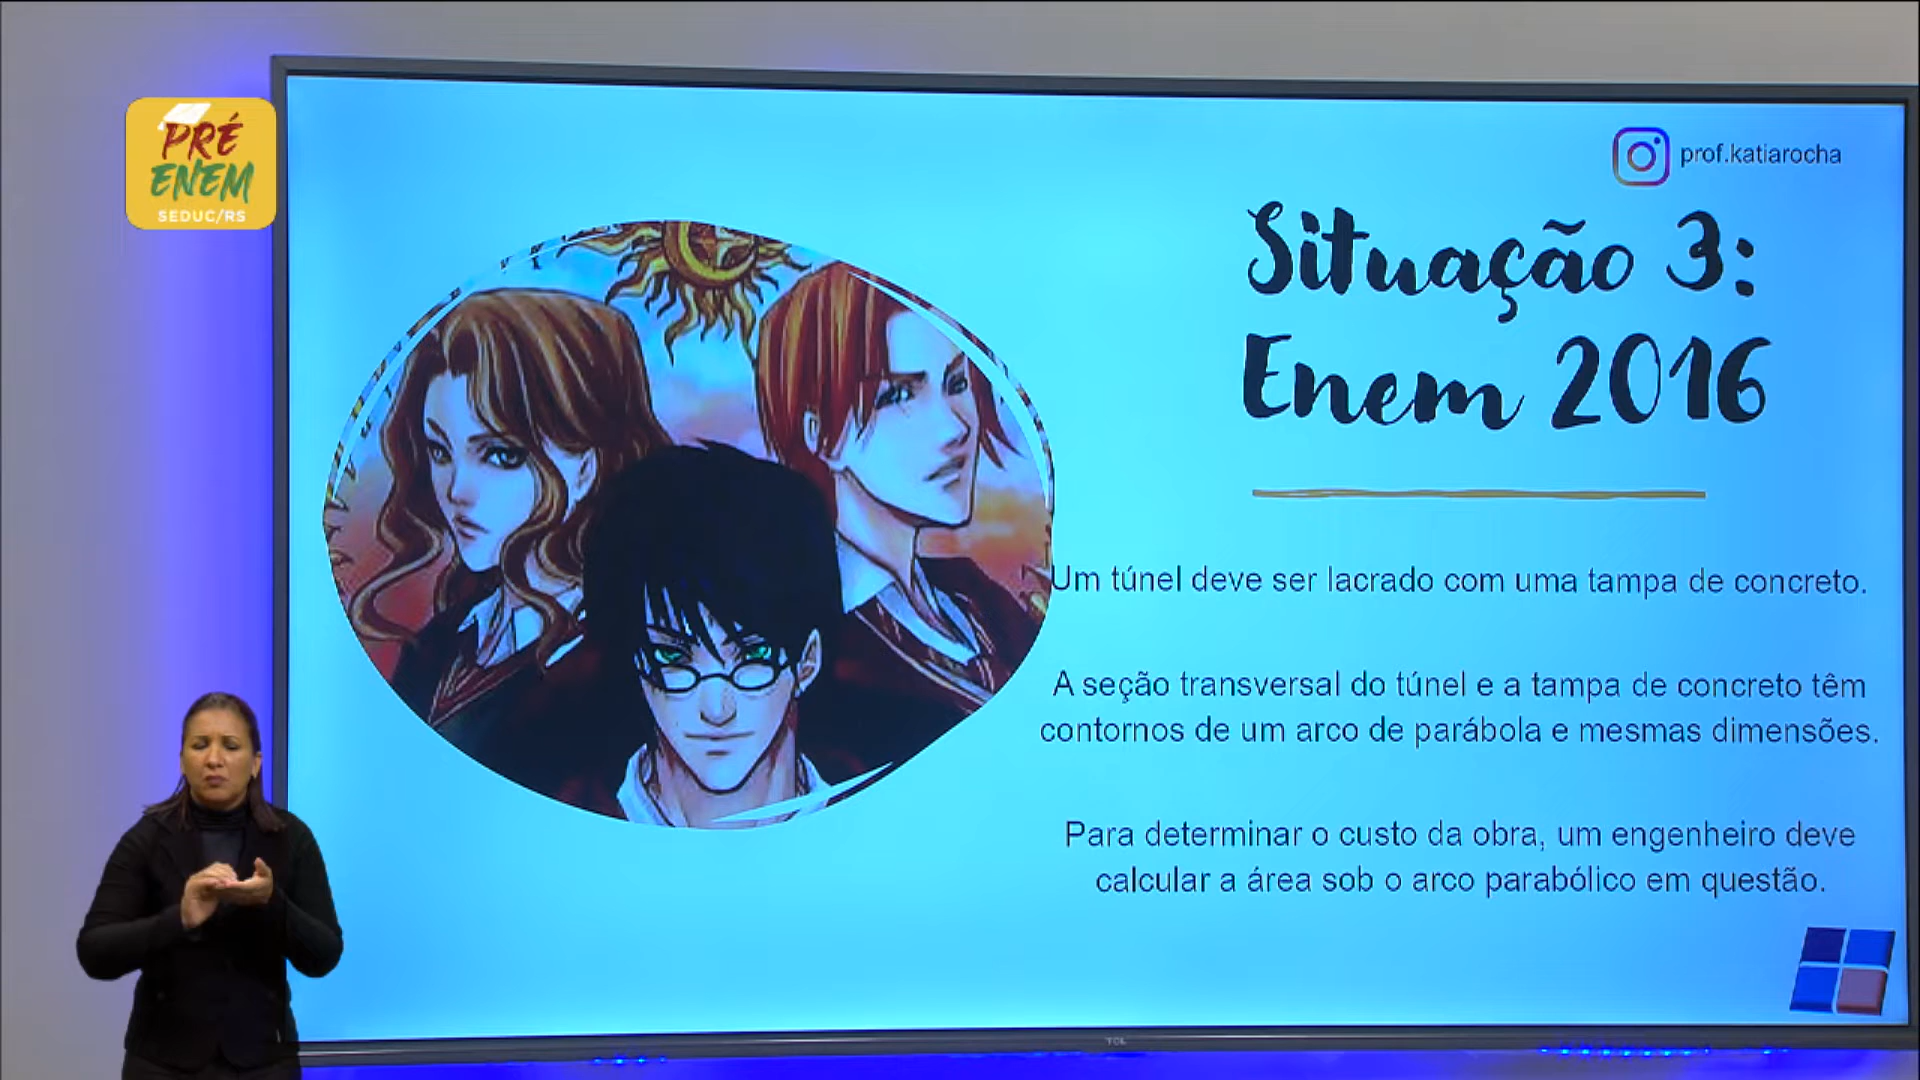 PRÉ
ENEM
SEDUC/RS
prof.katiarocha
Situação 3:
Enem 2016
Um túnel deve ser lacrado com uma tampa de concreto.
A seção transversal do túnel e a tampa de concreto têm
contornos de um arco de parábola e mesmas dimensões.
Para determinar o custo da obra, um engenheiro deve
calcular a área sob o arco parabólico em questão.
TCL